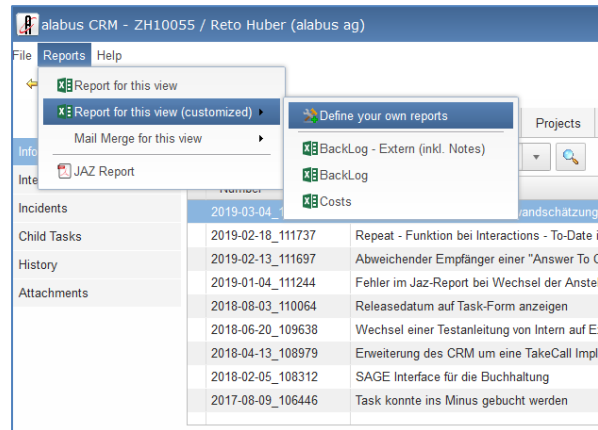 alabus CRM - ZH10055 / Reto Huber (alabus ag)
File Reports Help
Report for this view
Report for this view (customized)
Define your own reports
Projects
Mail Merge for this view
BackLog - Extern (inkl. Notes)
JAZ Report
BackLog
Costs
Number
Incidents
2019-03-04_
Child Tasks
2019-02-18_111737 Repeat - Funktion bei Interactions - To-Date
History
2019-02-13_111697 Abweichender Empfänger einer "Answer To
Attachments
2019-01-04_111244 Fehler im Jaz-Report bei Wechsel der
2018-08-03_110064 Releasedatum auf Task-Form anzeigen
2018-06-20_109638 Wechsel einer Testanleitung von Intern auf
2018-04-13_108979 Erweiterung des CRM um eine TakeCall
2018-02-05_108312 SAGE Interface für die Buchhaltung
2017-08-09_106446 Task konnte ins Minus gebucht werden